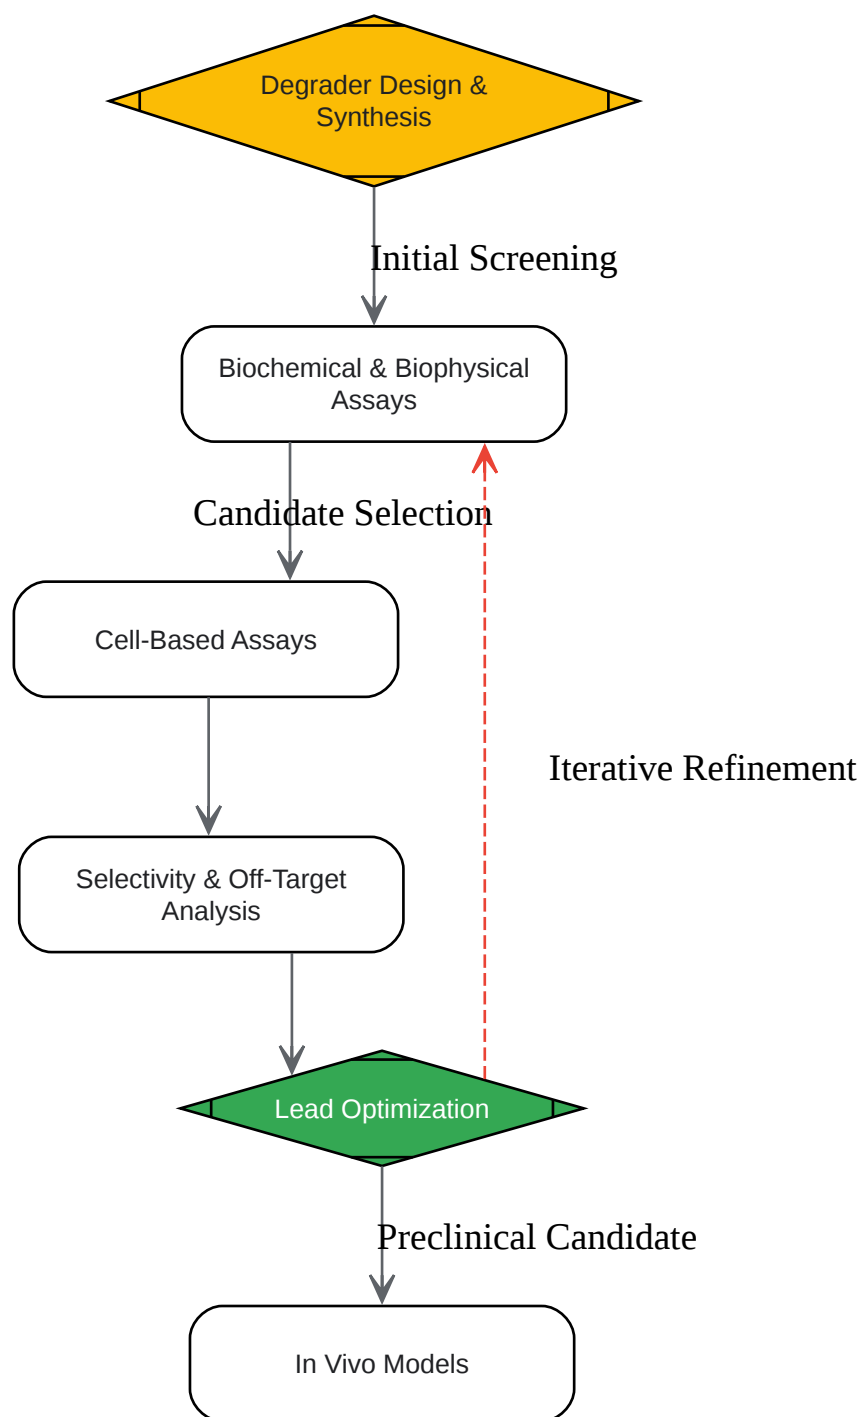 Degrader Design &
Synthesis
Initial Screening
Biochemical & Biophysical
Assays
Candidate Selection
Cell-Based Assays
Iterative Refinement
Selectivity & Off-Target
Analysis
Lead Optimization
Preclinical Candidate
In Vivo Models